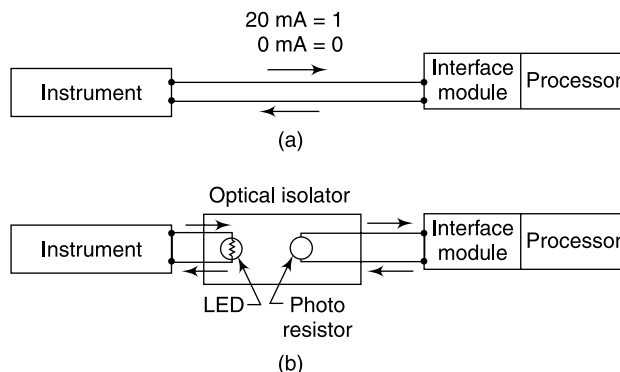 20 mA = 1
0 mA = 0
Instrument
Interface
module
Processor
(a)
Optical isolator
Instrument
Interface
module
Processor
LED
Photo
resistor
(b)